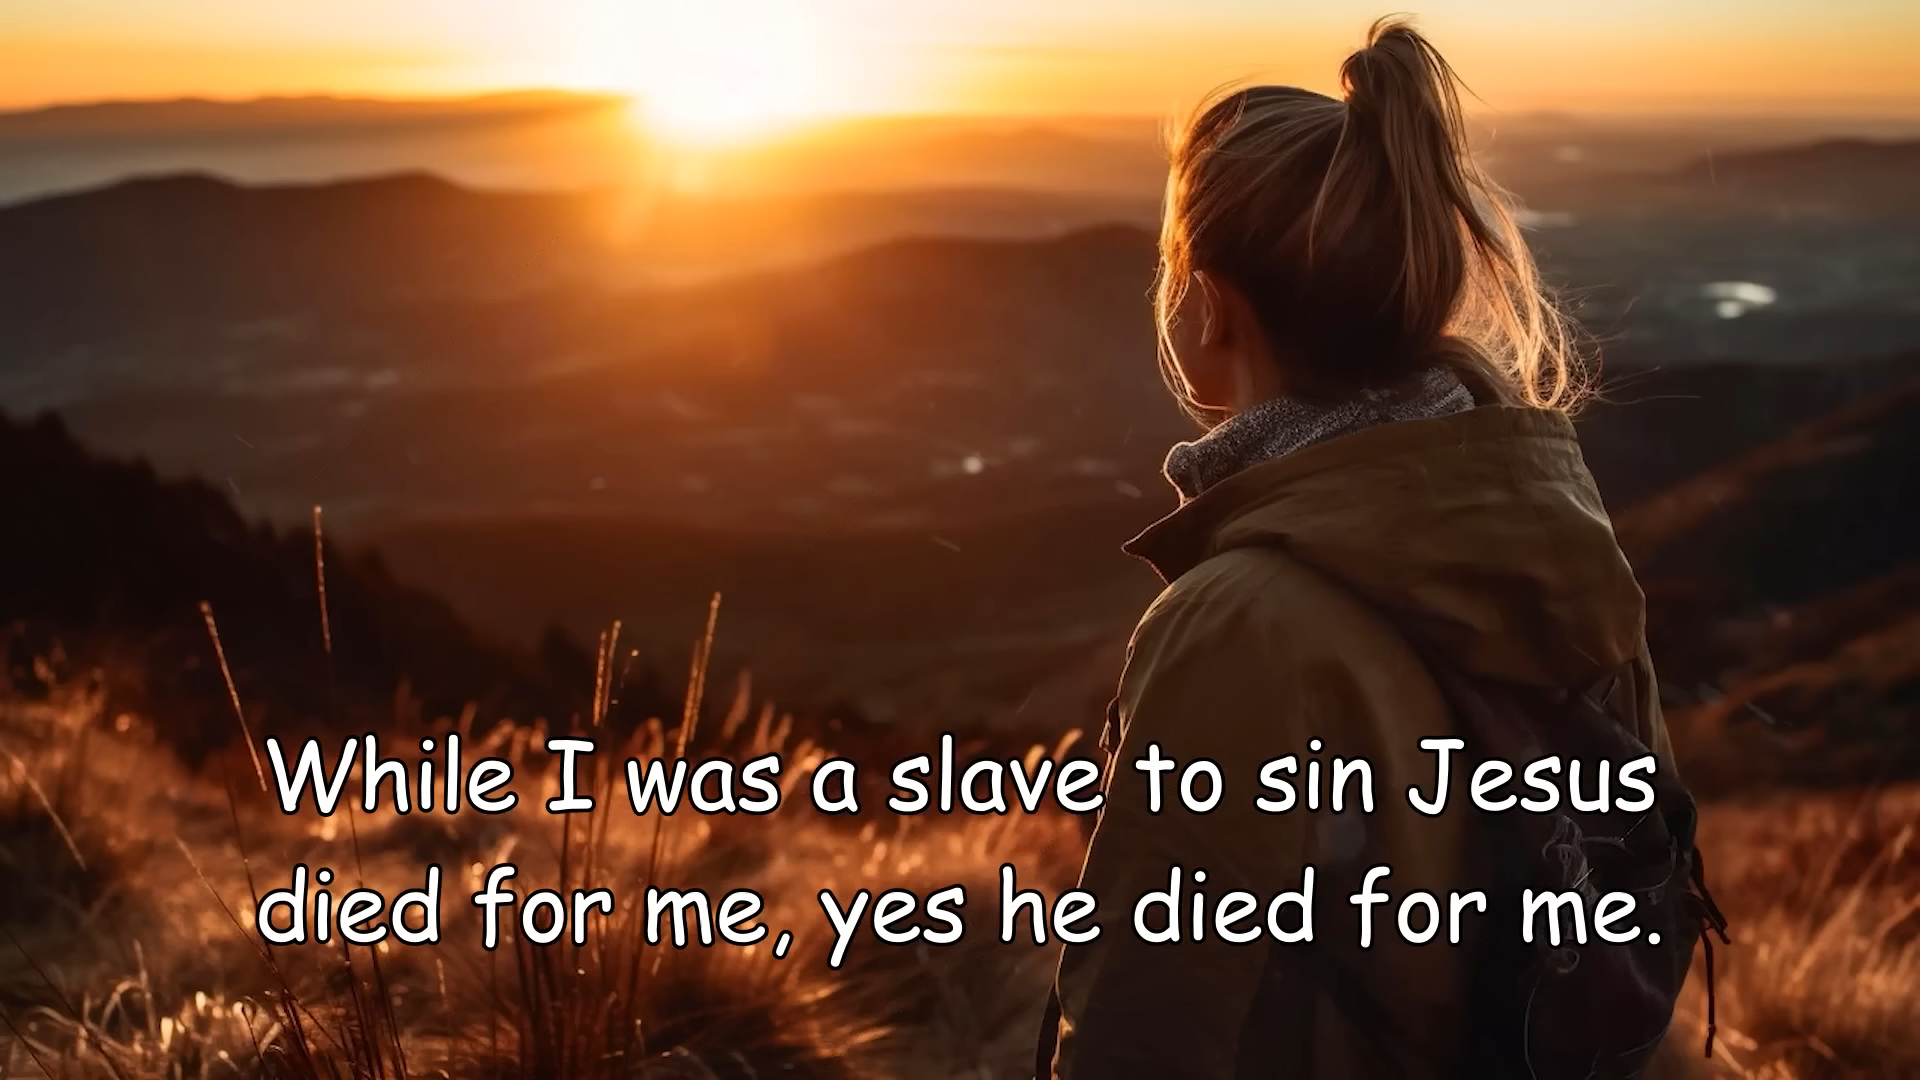 While I was a slave to sin Jesus
died for me, yes he died for me.